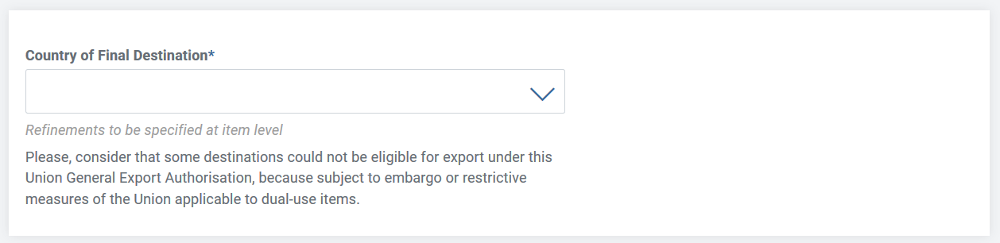 Country of Final Destination*
Refinements to be specified at item level
Please, consider that some destinations could not be eligible for export under this
Union General Export Authorisation, because subject to embargo or restrictive
measures of the Union applicable to dual-use items.